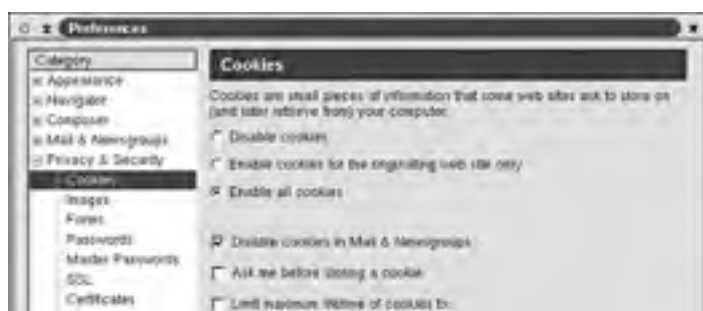 Preferences
Category
Appearance
Navigator
Composer
Mail & Newsgroups
Privacy & Security
Cookies
Images
Forms
Passwords
Master Passwords
SSL
Certificates
Cookies
Cookies are small pieces of information that some web sites ask to store on
(and later retrieve from) your computer.
Disable cookies
Enable cookies for the originating web site only
Enable all cookies
Disable cookies in Mail & Newsgroups
Ask me before storing a cookie
Limit maximum lifetime of cookies to: